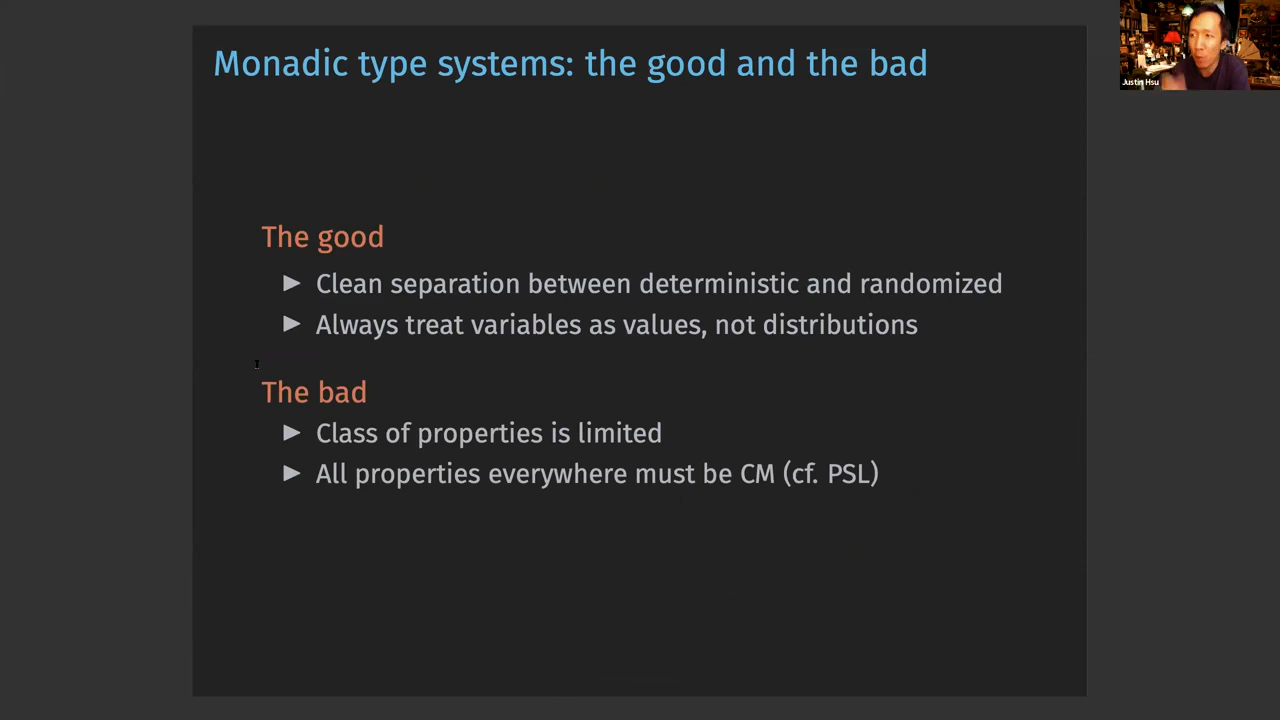 Monadic type systems: the good and the bad
Justin Hsu
The good
▶ Clean separation between deterministic and randomized
▶ Always treat variables as values, not distributions
The bad
▶ Class of properties is limited
▶ All properties everywhere must be CM (cf. PSL)